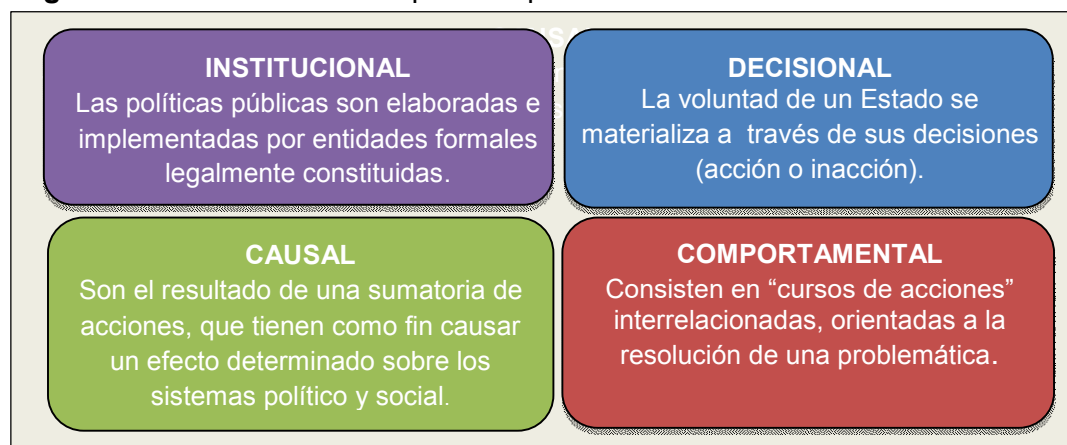 INSTITUCIONAL
Las políticas públicas son elaboradas e
implementadas por entidades formales
legalmente constituidas.
DECISIONAL
La voluntad de un Estado se
materializa a través de sus decisiones
(acción o inacción).
CAUSAL
Son el resultado de una sumatoria de
acciones, que tienen como fin causar
un efecto determinado sobre los
sistemas político y social.
COMPORTAMENTAL
Consisten en “cursos de acciones”
interrelacionadas, orientadas a la
resolución de una problemática.